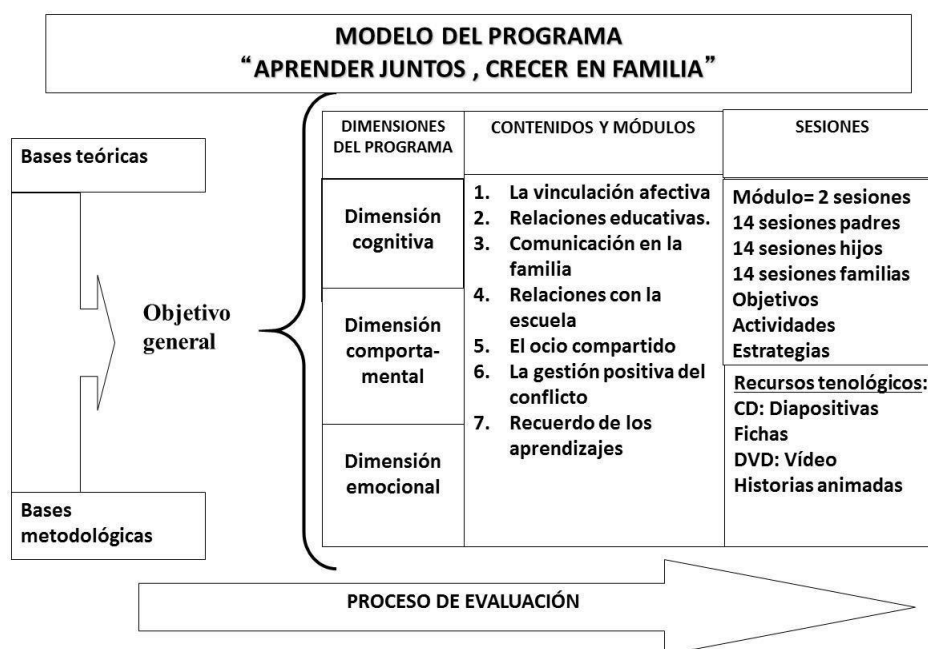 MODELO DEL PROGRAMA
“APRENDER JUNTOS , CRECER EN FAMILIA”
Bases teóricas
Objetivo
general
Bases
metodológicas
DIMENSIONES
DEL PROGRAMA
Dimensión
cognitiva
Dimensión
comporta-
mental
Dimensión
emocional
CONTENIDOS Y MÓDULOS
1. La vinculación afectiva
2. Relaciones educativas.
3. Comunicación en la
familia
4. Relaciones con la
escuela
5. El ocio compartido
6. La gestión positiva del
conflicto
7. Recuerdo de los
aprendizajes
SESIONES
Módulo= 2 sesiones
14 sesiones padres
14 sesiones hijos
14 sesiones familias
Objetivos
Actividades
Estrategias
Recursos tenológicos:
CD: Diapositivas
Fichas
DVD: Vídeo
Historias animadas
PROCESO DE EVALUACIÓN